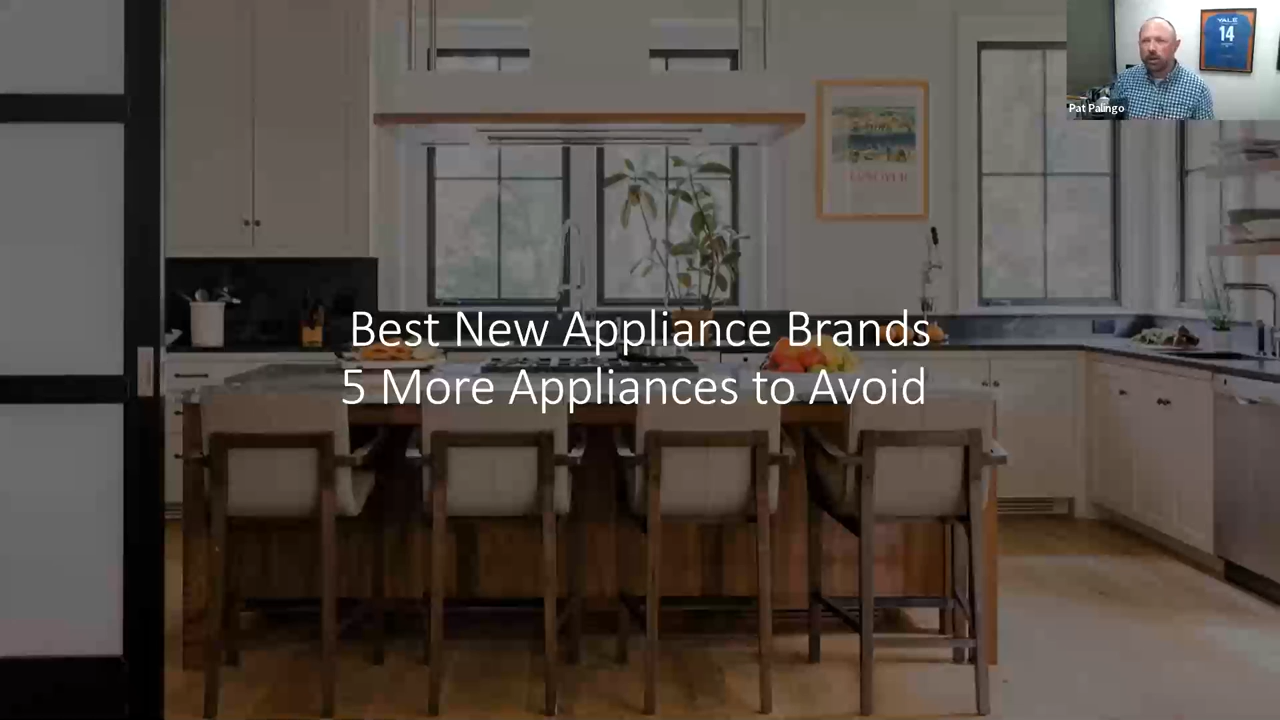 YALE
14
Pat Palingo
Best New Appliance Brands
5 More Appliances to Avoid